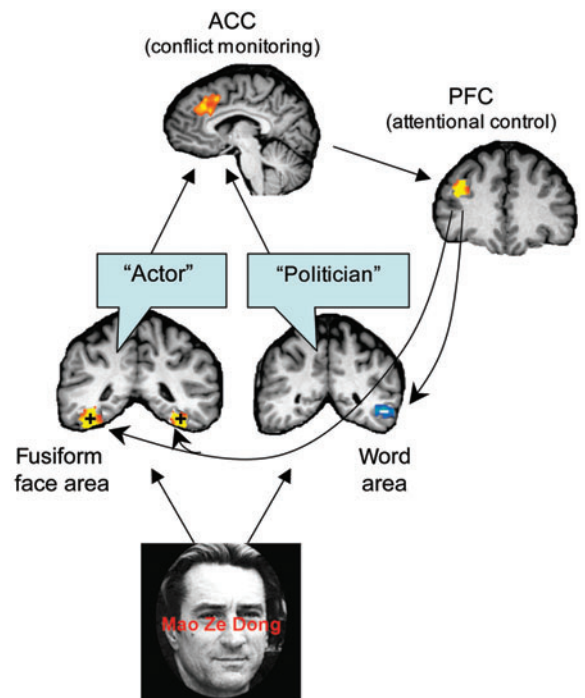 ACC
(conflict monitoring)
PFC
(attentional control)
“Actor”
“Politician”
+
+
-
Fusiform
face area
Word
area
Mao Ze Dong